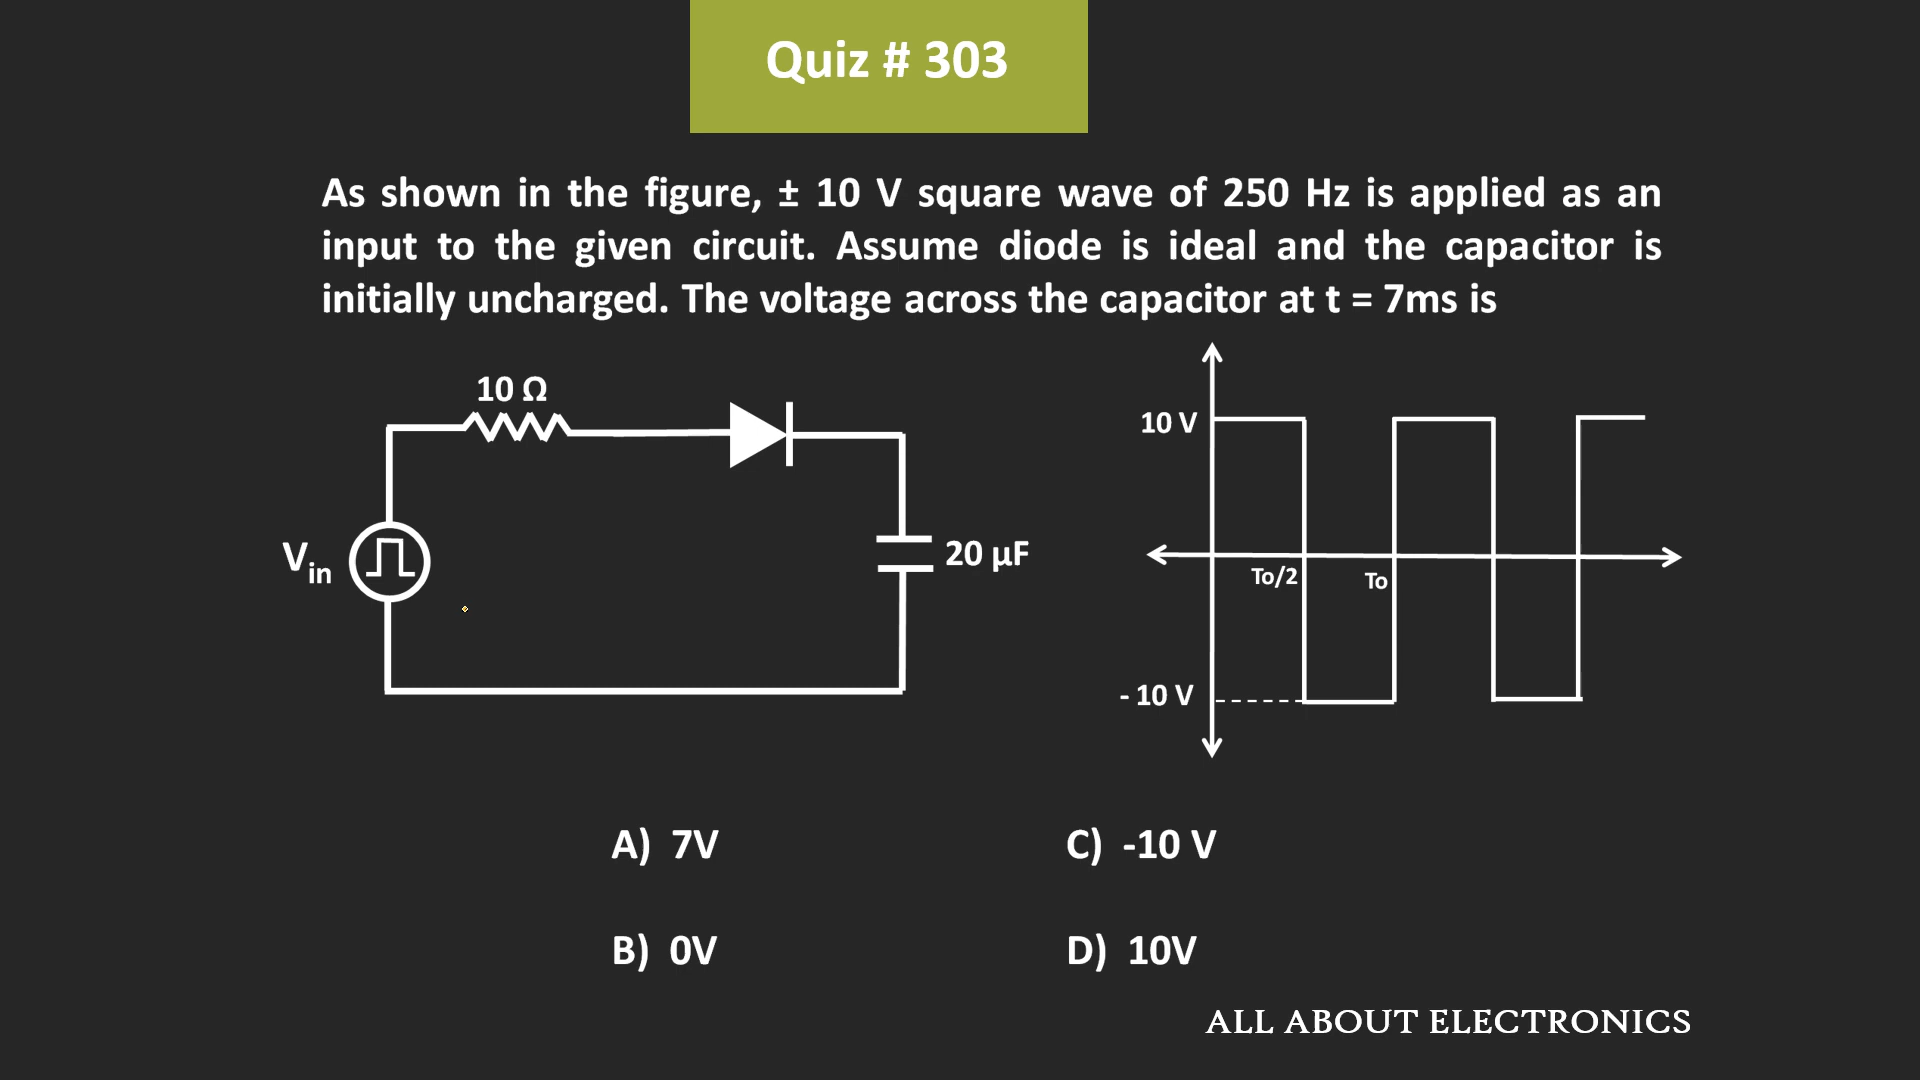 Quiz # 303
As shown in the figure, ± 10 V square wave of 250 Hz is applied as an
input to the given circuit. Assume diode is ideal and the capacitor is
initially uncharged. The voltage across the capacitor at t = 7ms is
10 Ω
10 V
Vin
20 μF
To/2
To
- 10 V
A) 7V
C) -10 V
B) 0V
D) 10V
ALL ABOUT ELECTRONICS